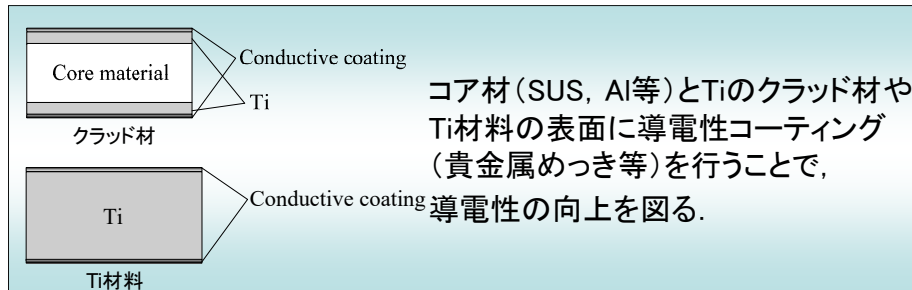 Conductive coating
Core material
Ti
クラッド材
Conductive coating
Ti
Ti材料
コア材（SUS, Al等）とTiのクラッド材や
Ti材料の表面に導電性コーティング
（貴金属めっき等）を行うことで，
導電性の向上を図る．